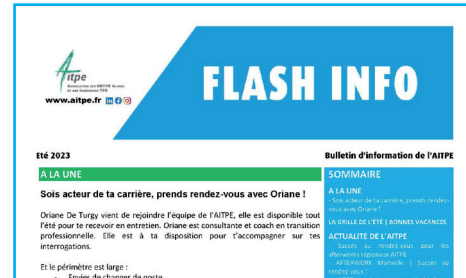 Aitpe
www.aitpe.fr
FLASH INFO
Eté 2023
Bulletin d'information de l'AITPE
A LA UNE
Sois acteur de ta carrière, prends rendez-vous avec Oriane !
Oriane De Turgy vient de rejoindre l'équipe de l'AITPE, elle est disponible tout
l'été pour te recevoir en entretien. Oriane est consultante et coach en transition
professionnelle. Elle est à ta disposition pour t'accompagner sur tes
interrogations.
Et le périmètre est large :
- Envies de changer de poste
SOMMAIRE
A LA UNE
- Sois acteur de ta carrière, prends rendez-
vous avec Oriane !
LA GRILLE DE L'ÉTÉ | BONNES VACANCES
ACTUALITE DE L'AITPE
- Succès au rendez-vous pour les
afterworks régionaux AITPE
- AFTERWORK Marseille | Succès au
rendez-vous !